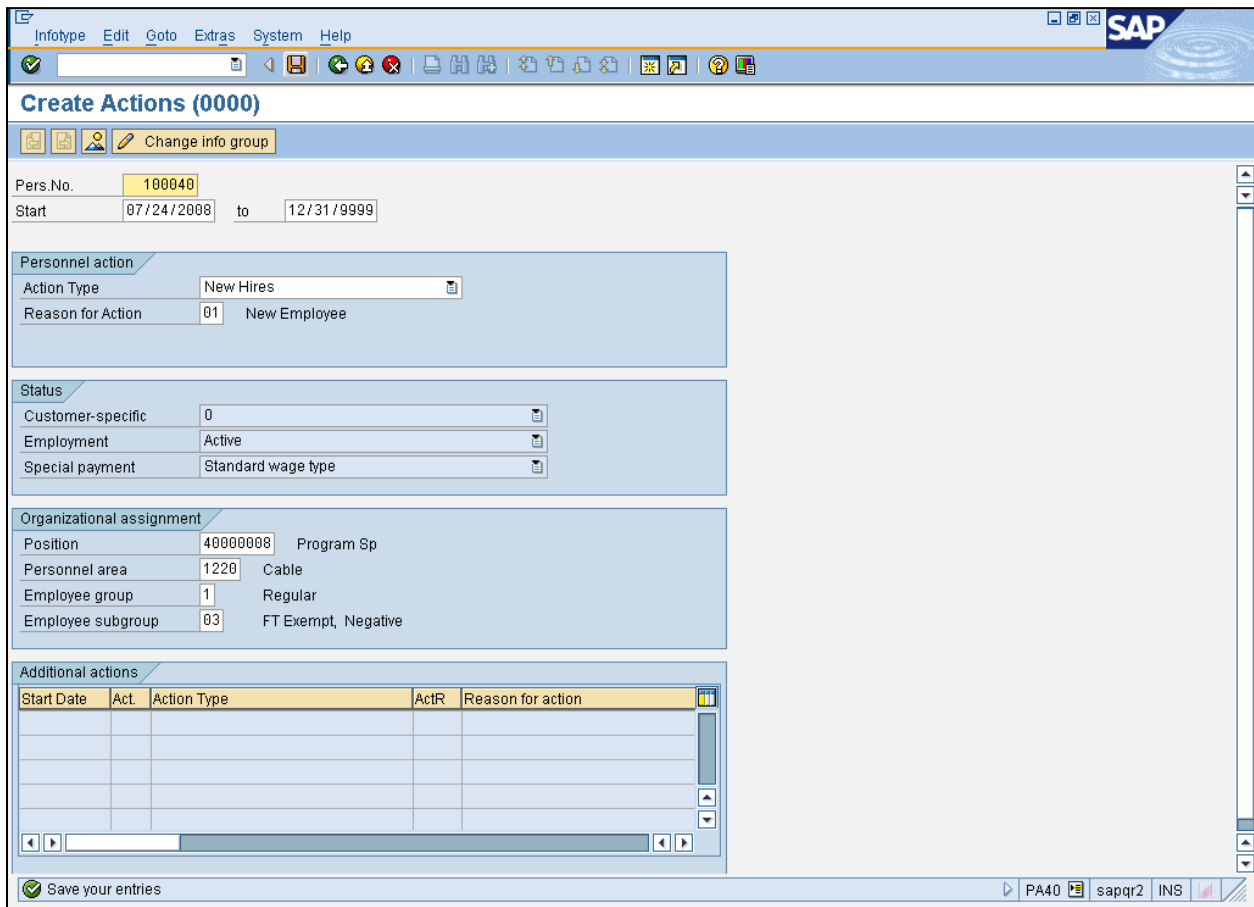 Infotype Edit Goto Extras System Help
SAP
Create Actions (0000)
Change info group
Pers.No. 100040
Start 07/24/2008 to 12/31/9999
Personnel action
Action Type New Hires
Reason for Action 01 New Employee
Status
Customer-specific 0
Employment Active
Special payment Standard wage type
Organizational assignment
Position 40000008 Program Sp
Personnel area 1220 Cable
Employee group 1 Regular
Employee subgroup 03 FT Exempt, Negative
Additional actions
Start Date Act. Action Type ActR Reason for action
Save your entries PA40 sapqr2 INS